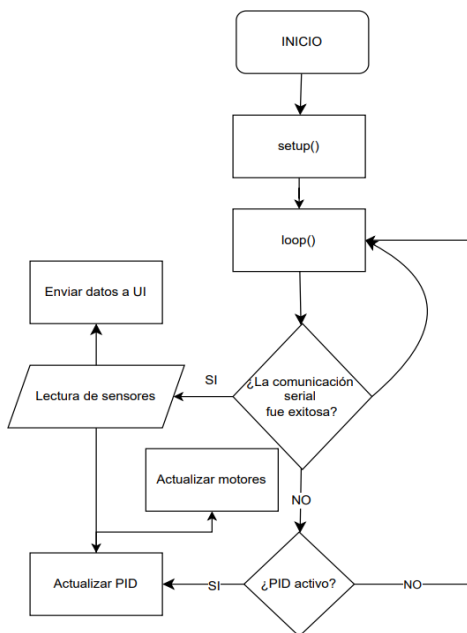 INICIO
setup()
loop()
Enviar datos a UI
Lectura de sensores
SI
¿La comunicación
serial
fue exitosa?
Actualizar motores
NO
Actualizar PID
SI
¿PID activo?
NO